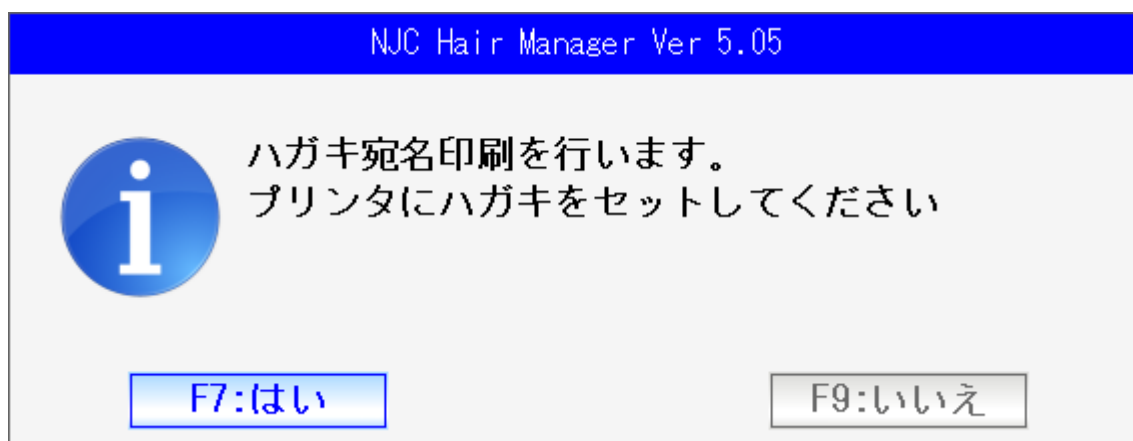 NJC Hair Manager Ver 5.05
ハガキ宛名印刷を行います。
プリンタにハガキをセットしてください
F7:はい
F9:いいえ